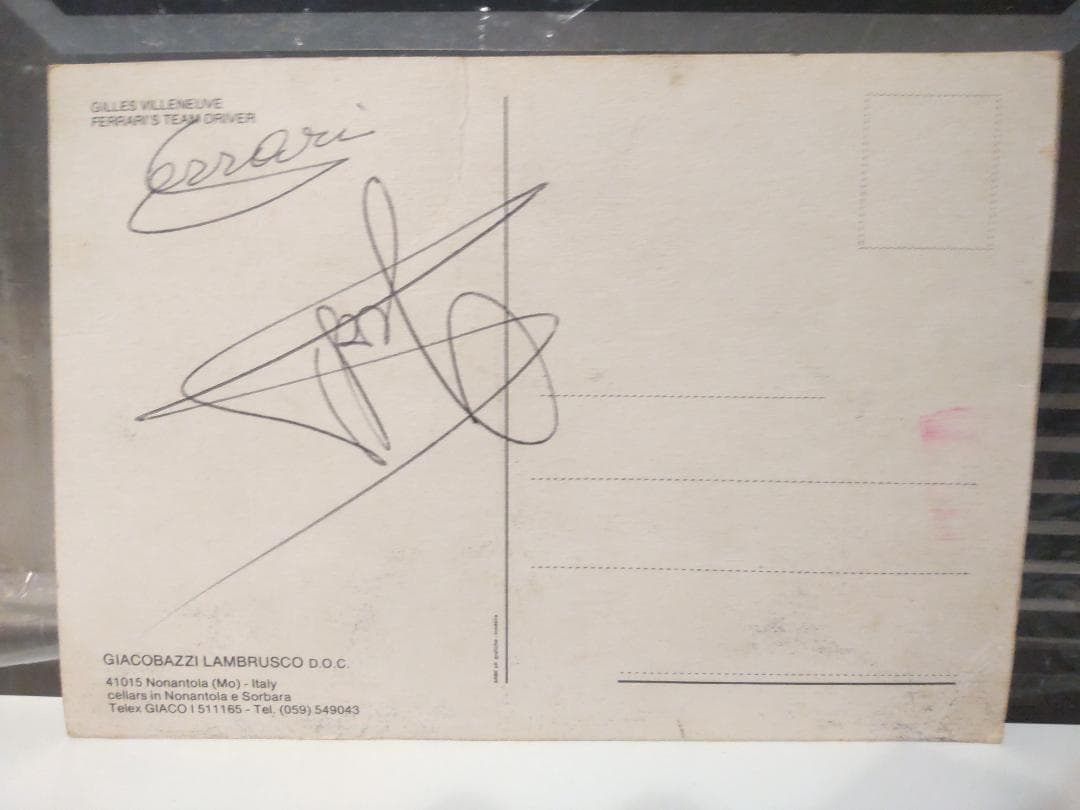 GILLES VILLENEUVE
FERRARI'S TEAM DRIVER
Ferrari
GIACOBAZZI LAMBRUSCO D.O.C.
41015 Nonantola (Mo) - Italy
cellars in Nonantola e Sorbara
Telex GIACO I 511165 - Tel. (059) 549043